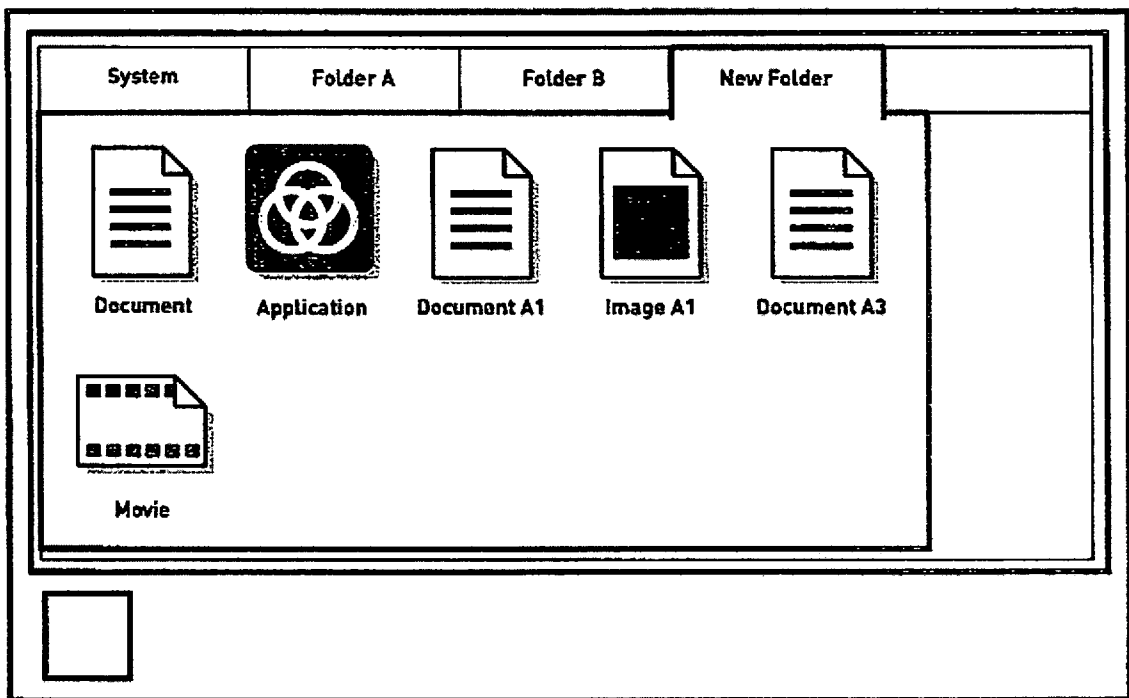 System Folder A Folder B New Folder
Document Application Document A1 Image A1 Document A3
Movie